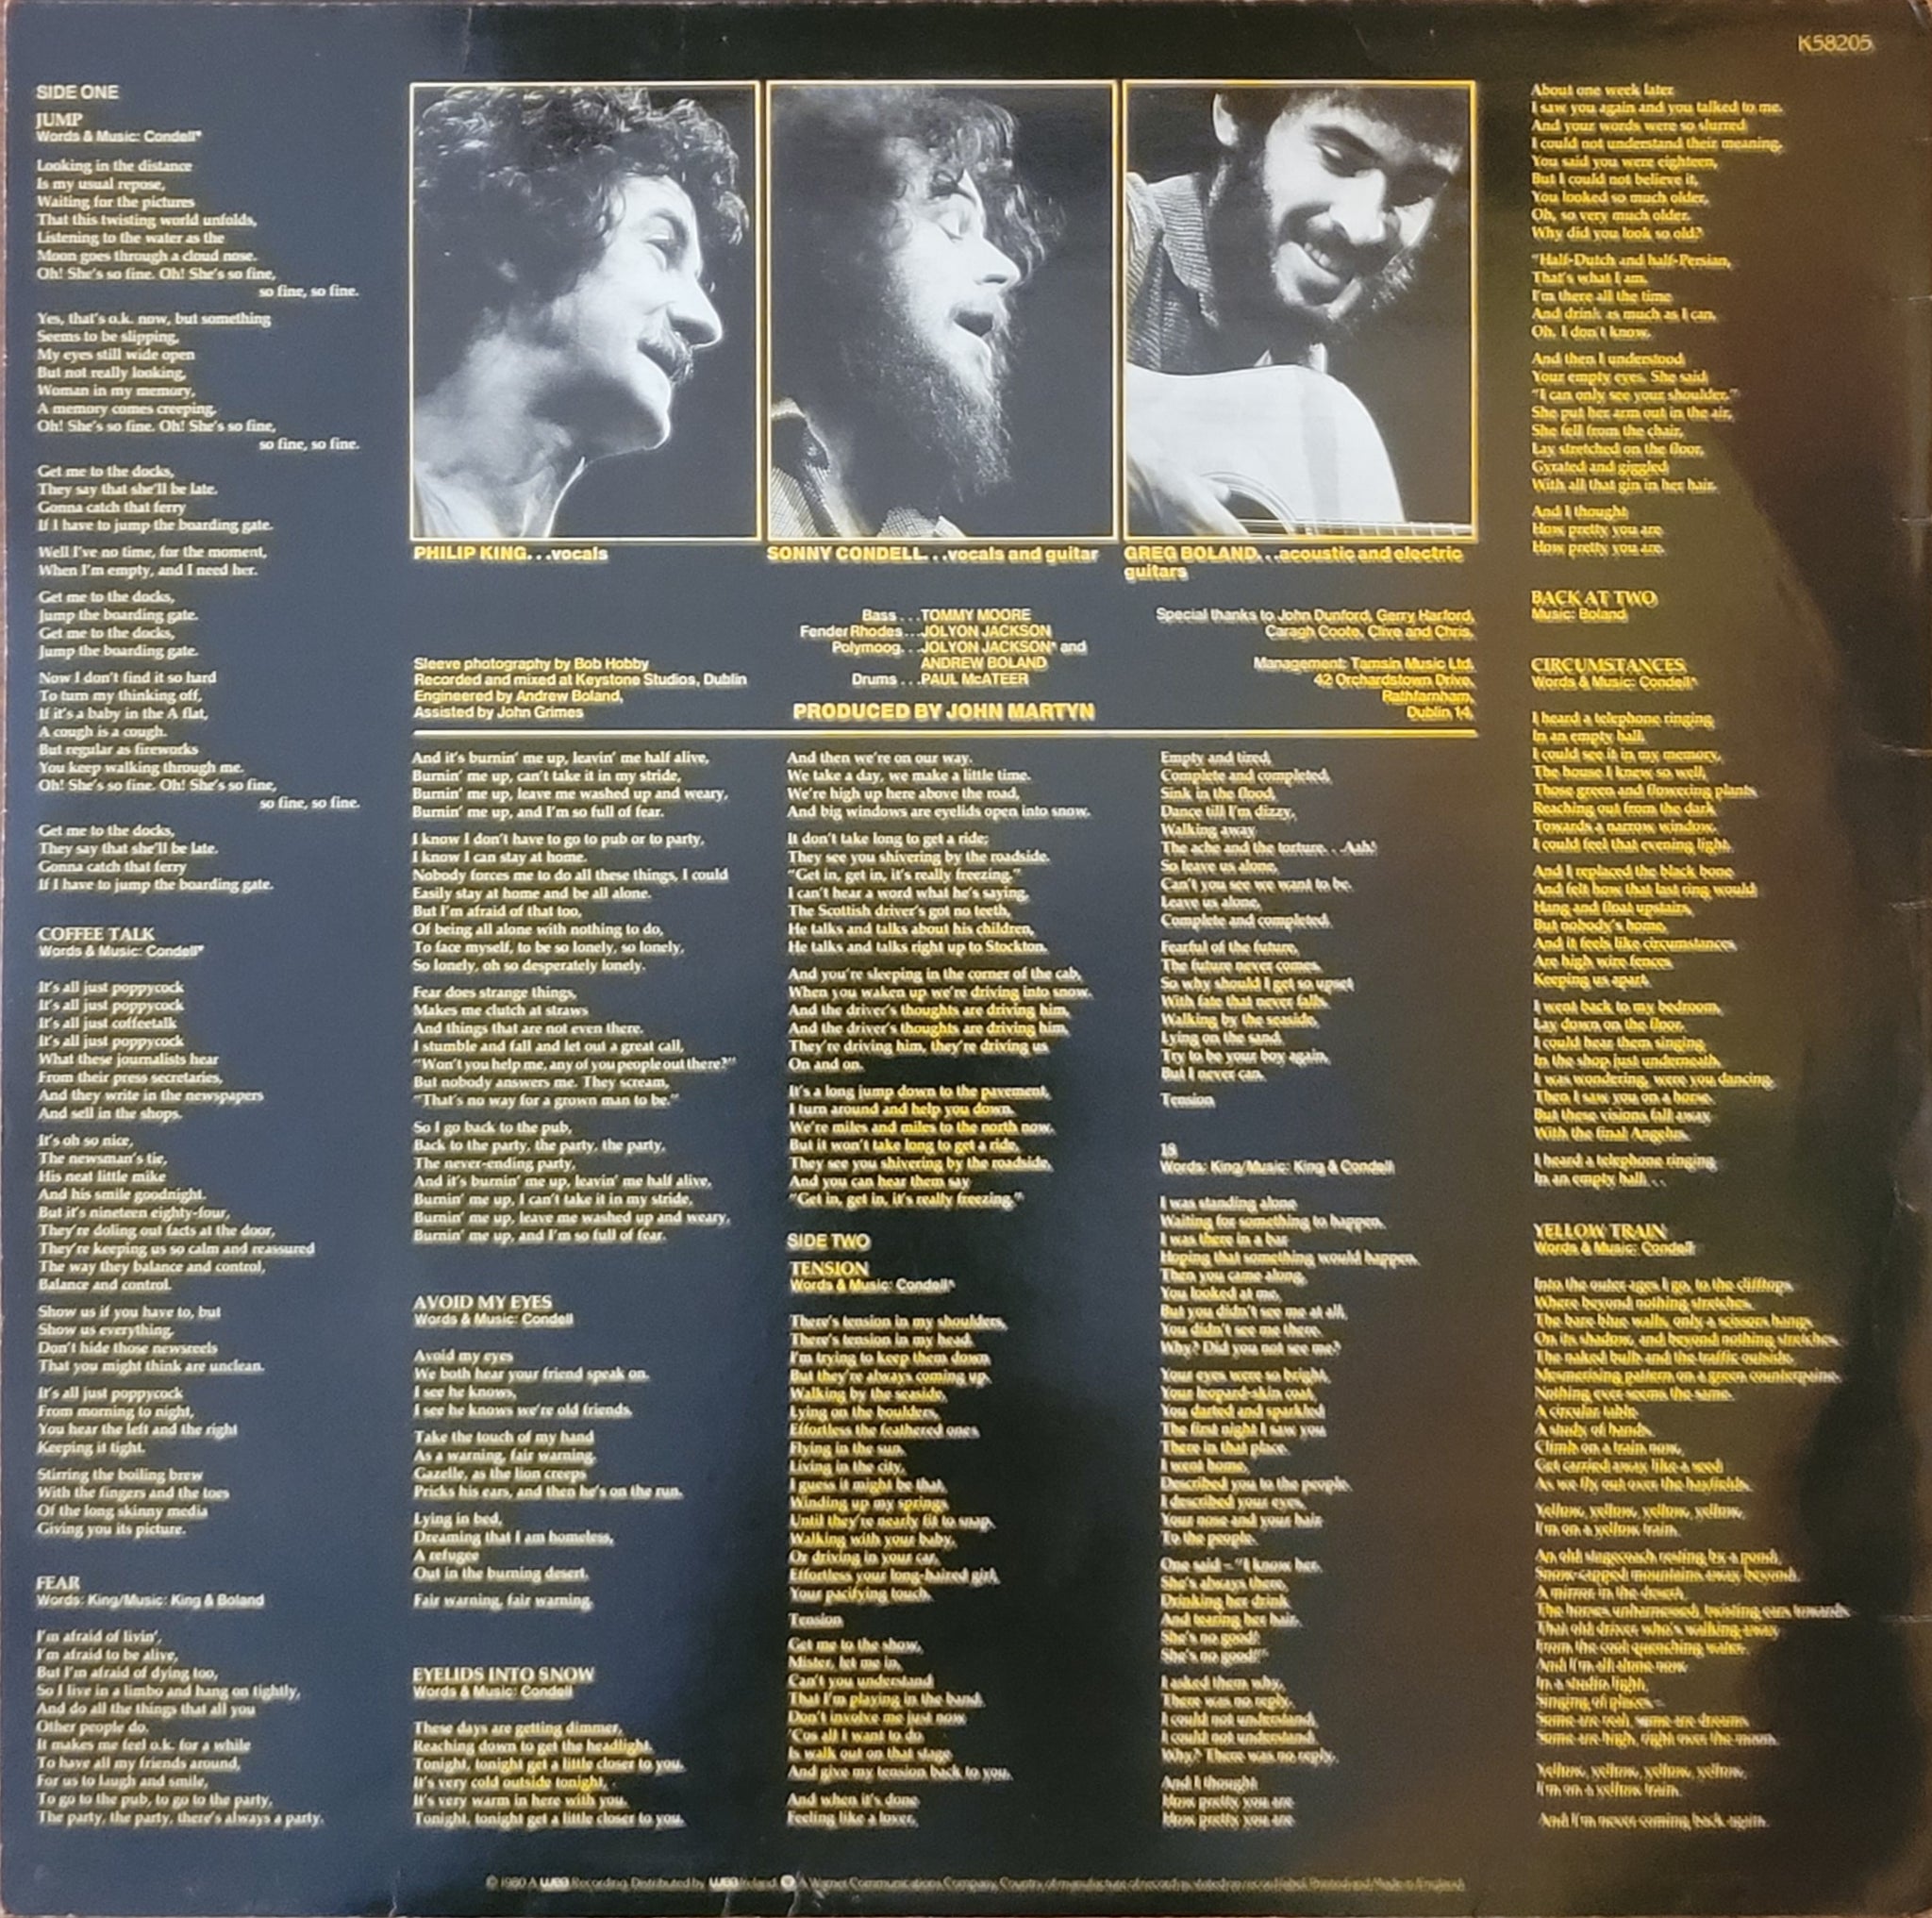 K58205
SIDE ONE
JUMP
Words & Music: Condell*
Looking in the distance
Is my usual repose,
Waiting for the pictures
That this twisting world unfolds,
Listening to the water as the
Moon goes through a cloud nose.
Oh! She's so fine. Oh! She's so fine,
so fine, so fine.
Yes, that's o.k. now, but something
Seems to be slipping,
My eyes still wide open
But not really looking,
Woman in my memory,
A memory comes creeping,
Oh! She's so fine. Oh! She's so fine,
so fine, so fine.
Get me to the docks,
They say that she'll be late.
Gonna catch that ferry
If I have to jump the boarding gate.
Well I've no time, for the moment,
When I'm empty, and I need her.
Get me to the docks,
Jump the boarding gate.
Get me to the docks,
Jump the boarding gate.
Now I don't find it so hard
To turn my thinking off,
If it's a baby in the A flat,
A cough is a cough.
But regular as fireworks
You keep walking through me.
Oh! She's so fine. Oh! She's so fine,
so fine, so fine.
Get me to the docks,
They say that she'll be late.
Gonna catch that ferry
If I have to jump the boarding gate.
COFFEE TALK
Words & Music: Condell*
It's all just poppycock
It's all just poppycock
It's all just coffeetalk
It's all just poppycock
What these journalists hear
From their press secretaries,
And they write in the newspapers
And sell in the shops.
It's oh so nice,
The newsman's tie,
His neat little mike
And his smile goodnight.
But it's nineteen eighty-four,
They're doling out facts at the door,
They're keeping us so calm and reassured
The way they balance and control,
Balance and control.
Show us if you have to, but
Show us everything,
Don't hide those newsreels
That you might think are unclean.
It's all just poppycock
From morning to night,
You hear the left and the right
Keeping it tight.
Stirring the boiling brew
With the fingers and the toes
Of the long skinny media
Giving you its picture.
FEAR
Words: King/Music: King & Boland
I'm afraid of livin',
I'm afraid to be alive,
But I'm afraid of dying too,
So I live in a limbo and hang on tightly,
And do all the things that all you
Other people do.
It makes me feel o.k. for a while
To have all my friends around,
For us to laugh and smile,
To go to the pub, to go to the party,
The party, the party, there's always a party.
PHILIP KING...vocals
SONNY CONDELL...vocals and guitar
GREG BOLAND...acoustic and electric
guitars
Sleeve photography by Bob Hobby
Recorded and mixed at Keystone Studios, Dublin
Engineered by Andrew Boland,
Assisted by John Grimes
Bass...TOMMY MOORE
Fender Rhodes...JOLYON JACKSON
Polymoog...JOLYON JACKSON* and
ANDREW BOLAND
Drums...PAUL McATEER
PRODUCED BY JOHN MARTYN
Special thanks to John Dunford, Gerry Harford,
Caragh Coote, Clive and Chris.
Management: Tamsin Music Ltd.
42 Orchardstown Drive,
Rathfarnham,
Dublin 14.
And it's burnin' me up, leavin' me half alive,
Burnin' me up, can't take it in my stride,
Burnin' me up, leave me washed up and weary,
Burnin' me up, and I'm so full of fear.
I know I don't have to go to pub or to party,
I know I can stay at home.
Nobody forces me to do all these things, I could
Easily stay at home and be all alone.
But I'm afraid of that too,
Of being all alone with nothing to do,
To face myself, to be so lonely, so lonely,
So lonely, oh so desperately lonely.
Fear does strange things,
Makes me clutch at straws
And things that are not even there.
I stumble and fall and let out a great call,
"Won't you help me, any of you people out there?"
But nobody answers me. They scream,
"That's no way for a grown man to be."
So I go back to the pub,
Back to the party, the party, the party,
The never-ending party,
And it's burnin' me up, leavin' me half alive,
Burnin' me up, I can't take it in my stride,
Burnin' me up, leave me washed up and weary,
Burnin' me up, and I'm so full of fear.
AVOID MY EYES
Words & Music: Condell
Avoid my eyes
We both hear your friend speak on.
I see he knows,
I see he knows we're old friends.
Take the touch of my hand
As a warning, fair warning,
Gazelle, as the lion creeps
Pricks his ears, and then he's on the run.
Lying in bed,
Dreaming that I am homeless,
A refugee
Out in the burning desert.
Fair warning, fair warning.
EYELIDS INTO SNOW
Words & Music: Condell
These days are getting dimmer,
Reaching down to get the headlight.
Tonight, tonight get a little closer to you.
It's very cold outside tonight,
It's very warm in here with you.
Tonight, tonight get a little closer to you.
And then we're on our way.
We take a day, we make a little time.
We're high up here above the road,
And big windows are eyelids open into snow.
It don't take long to get a ride;
They see you shivering by the roadside.
"Get in, get in, it's really freezing."
I can't hear a word what he's saying,
The Scottish driver's got no teeth,
He talks and talks about his children,
He talks and talks right up to Stockton.
And you're sleeping in the corner of the cab,
When you waken up we're driving into snow.
And the driver's thoughts are driving him,
And the driver's thoughts are driving him,
They're driving him, they're driving us
On and on.
It's a long jump down to the pavement,
I turn around and help you down.
We're miles and miles to the north now,
But it won't take long to get a ride,
They see you shivering by the roadside,
And you can hear them say
"Get in, get in, it's really freezing."
SIDE TWO
TENSION
Words & Music: Condell*
There's tension in my shoulders,
There's tension in my head.
I'm trying to keep them down
But they're always coming up.
Walking by the seaside,
Lying on the boulders,
Effortless the feathered ones
Flying in the sun.
Living in the city,
I guess it might be that,
Winding up my springs
Until they're nearly fit to snap,
Walking with your baby,
Or driving in your car,
Effortless your long-haired girl,
Your pacifying touch.
Tension
Get me to the show,
Mister, let me in,
Can't you understand
That I'm playing in the band.
Don't involve me just now
'Cos all I want to do
Is walk out on that stage
And give my tension back to you.
And when it's done
Feeling like a lover,
Empty and tired,
Complete and completed,
Sink in the flood,
Dance till I'm dizzy,
Walking away
The ache and the torture...Aah!
So leave us alone,
Can't you see we want to be.
Leave us alone,
Complete and completed.
Fearful of the future,
The future never comes.
So why should I get so upset
With fate that never falls.
Walking by the seaside,
Lying on the sand.
Try to be your boy again,
But I never can.
Tension
18
Words: King/Music: King & Condell
I was standing alone
Waiting for something to happen.
I was there in a bar
Hoping that something would happen.
Then you came along,
You looked at me,
But you didn't see me at all,
You didn't see me there.
Why? Did you not see me?
Your eyes were so bright,
Your leopard-skin coat,
You darted and sparkled
The first night I saw you
There in that place.
I went home,
Described you to the people.
I described your eyes,
Your nose and your hair
To the people.
One said – "I know her.
She's always there,
Drinking her drink
And tearing her hair.
She's no good!
She's no good!"
I asked them why,
There was no reply.
I could not understand,
I could not understand.
Why? There was no reply.
And I thought
How pretty you are
How pretty you are
About one week later
I saw you again and you talked to me.
And your words were so slurred
I could not understand their meaning,
You said you were eighteen,
But I could not believe it,
You looked so much older,
Oh, so very much older.
Why did you look so old?
"Half-Dutch and half-Persian,
That's what I am.
I'm there all the time
And drink as much as I can,
Oh, I don't know.
And then I understood
Your empty eyes. She said
"I can only see your shoulder."
She put her arm out in the air,
She fell from the chair,
Lay stretched on the floor,
Gyrated and giggled
With all that gin in her hair.
And I thought
How pretty you are
How pretty you are.
BACK AT TWO
Music: Boland
CIRCUMSTANCES
Words & Music: Condell*
I heard a telephone ringing
In an empty hall.
I could see it in my memory,
The house I knew so well,
Those green and flowering plants
Reaching out from the dark
Towards a narrow window.
I could feel that evening light.
And I replaced the black bone
And felt how that last ring would
Hang and float upstairs,
But nobody's home,
And it feels like circumstances
Are high wire fences
Keeping us apart.
I went back to my bedroom,
Lay down on the floor,
I could hear them singing
In the shop just underneath.
I was wondering, were you dancing,
Then I saw you on a horse.
But these visions fall away
With the final Angelus.
I heard a telephone ringing
In an empty hall...
YELLOW TRAIN
Words & Music: Condell
Into the outer ages I go, to the clifftops.
Where beyond nothing stretches.
The bare blue walls, only a scissors hangs
On its shadow, and beyond nothing stretches.
The naked bulb and the traffic outside,
Mesmerising pattern on a green counterpane,
Nothing ever seems the same.
A circular table
A study of hands.
Climb on a train now,
Get carried away like a seed
As we fly out over the hayfields.
Yellow, yellow, yellow, yellow,
I'm on a yellow train.
An old stagecoach resting by a pond,
Snow-capped mountains away beyond,
A mirror in the desert,
The horses unharnessed, twisting ears towards
That old driver who's walking away
From the cool quenching water.
And I'm all alone now
In a studio light,
Singing of places –
Some are real, some are dreams
Some are high, right over the moon.
Yellow, yellow, yellow, yellow,
I'm on a yellow train.
And I'm never coming back again.
© 1980 A wea Recording. Distributed by wea Ireland. A Warner Communications Company. Country of manufacture of record as stated on record label. Printed and Made in England.